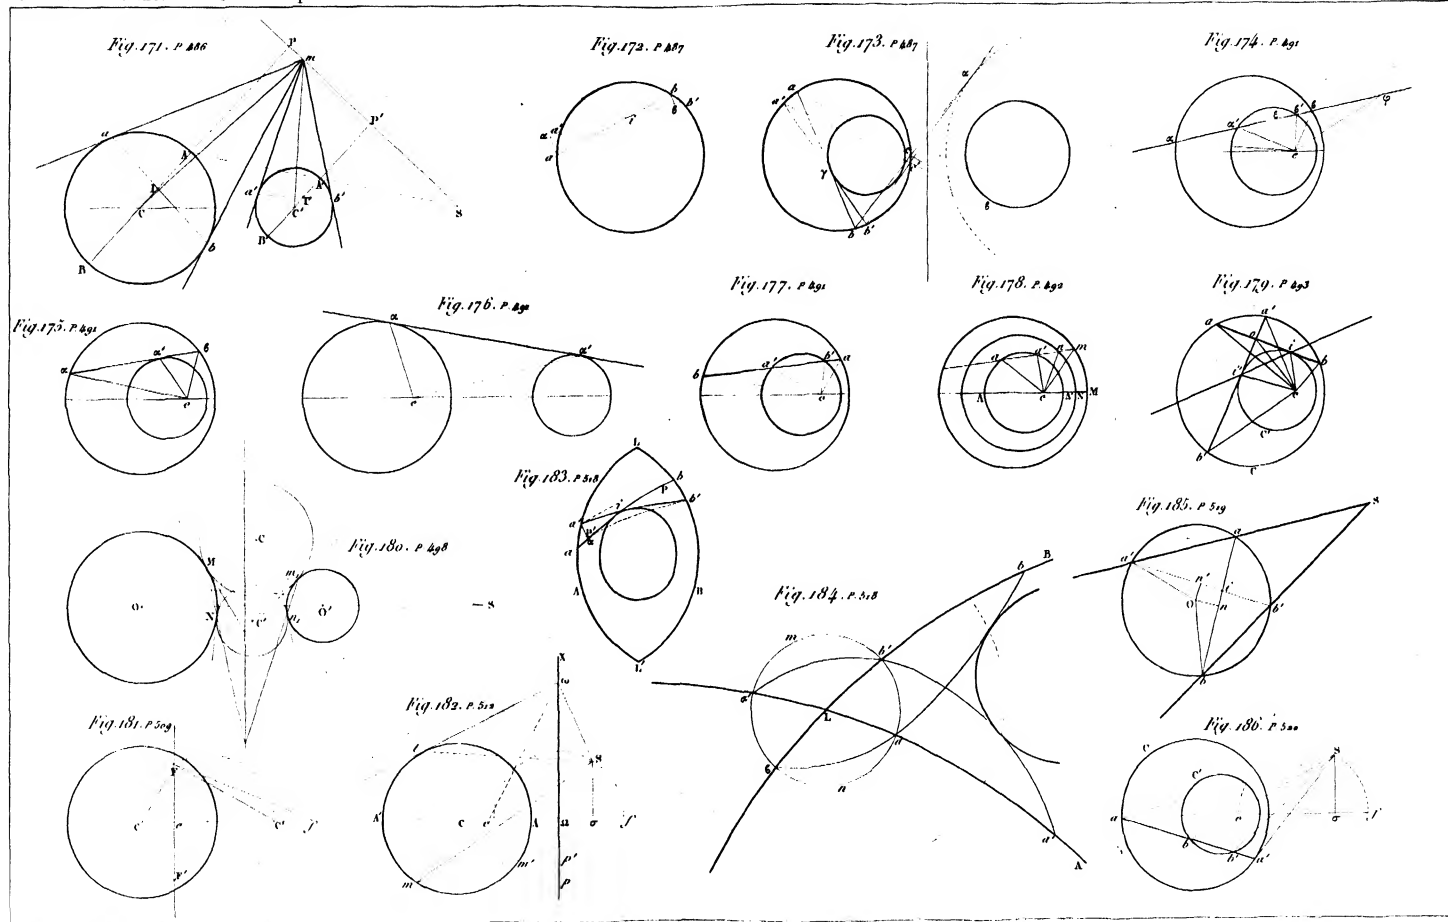 Fig. 171. P 486
Fig. 172. P 487
Fig. 173. P 487
Fig. 174. P. 491
P
m
P'
a
A'
D
C
B
b
a'
A'
T'
C'
b'
B'
S
b
b'
i
α
a'
a
a
a'
γ
b
b'
α
α
α'
b'
c
φ
Fig. 175. P. 491
Fig. 176. P 492
Fig. 177. P 491
Fig. 178. P 492
Fig. 179. P 493
α
α'
c
α
c
α'
b
a'
b'
a
c
a
a'
n
m
A
c
A'
N
M
a
a'
o
i
b
i''
c
b'
C'
C
Fig. 180. P 498
Fig. 183. P 518
Fig. 184. P. 518
Fig. 185. P 519
C
M
O
N
m₁
n₁
C'
O'
S
L
b
P
b'
a'
i
P'
a
A
B
L'
B
b
m
b'
a'
L
a
n
a'
A
s
a
a'
n'
i
O
n
b'
b
Fig. 181. P 509
Fig. 182. P. 512
Fig. 186. P 520
F
c'
c
C'
f
F'
X
ω
t
S
A'
C
c
A
Ω
σ
f
m'
p'
m
p
C
C'
S
a
c
σ
f
b
b'
a'